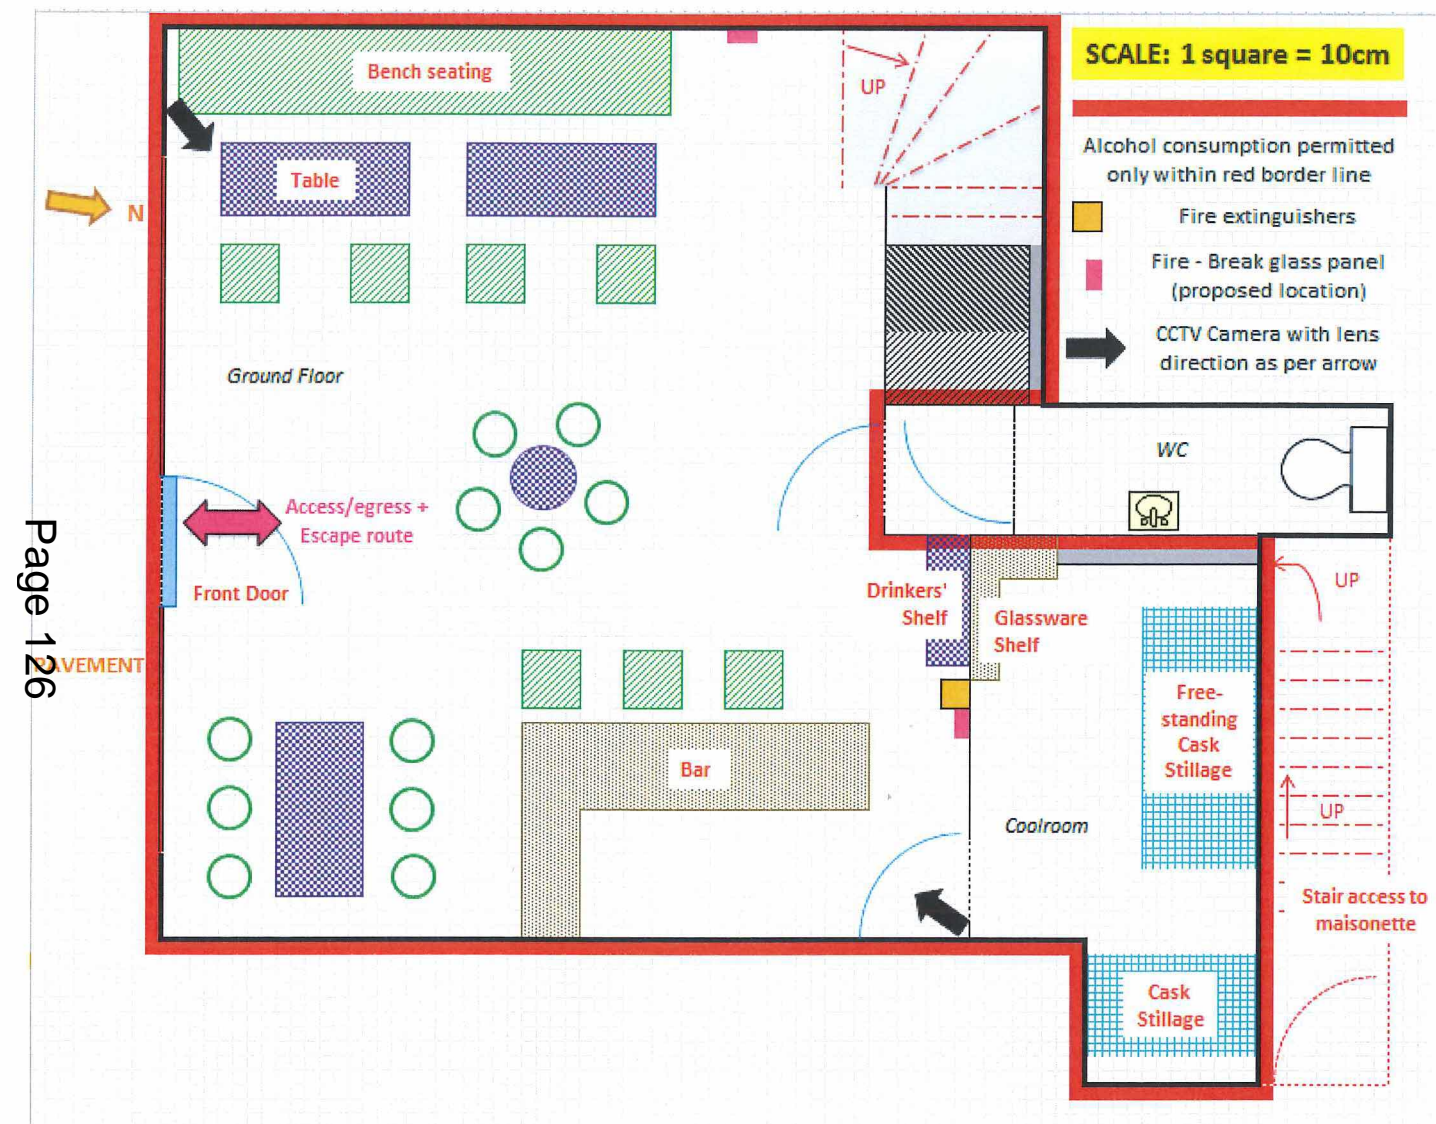 Bench seating
SCALE: 1 square = 10cm
UP
Alcohol consumption permitted
only within red border line
Table
N
Fire extinguishers
Fire - Break glass panel
(proposed location)
CCTV Camera with lens
direction as per arrow
Ground Floor
WC
Access/egress +
Escape route
Front Door
Drinkers'
Shelf
Glassware
Shelf
UP
PAVEMENT
Page 126
Free-
standing
Cask
Stillage
Bar
UP
Coolroom
Stair access to
maisonette
Cask
Stillage